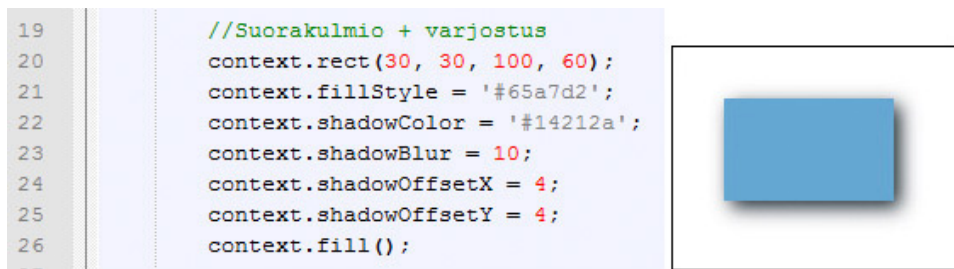 19 //Suorakulmio + varjostus
20 context.rect(30, 30, 100, 60);
21 context.fillStyle = '#65a7d2';
22 context.shadowColor = '#14212a';
23 context.shadowBlur = 10;
24 context.shadowOffsetX = 4;
25 context.shadowOffsetY = 4;
26 context.fill();